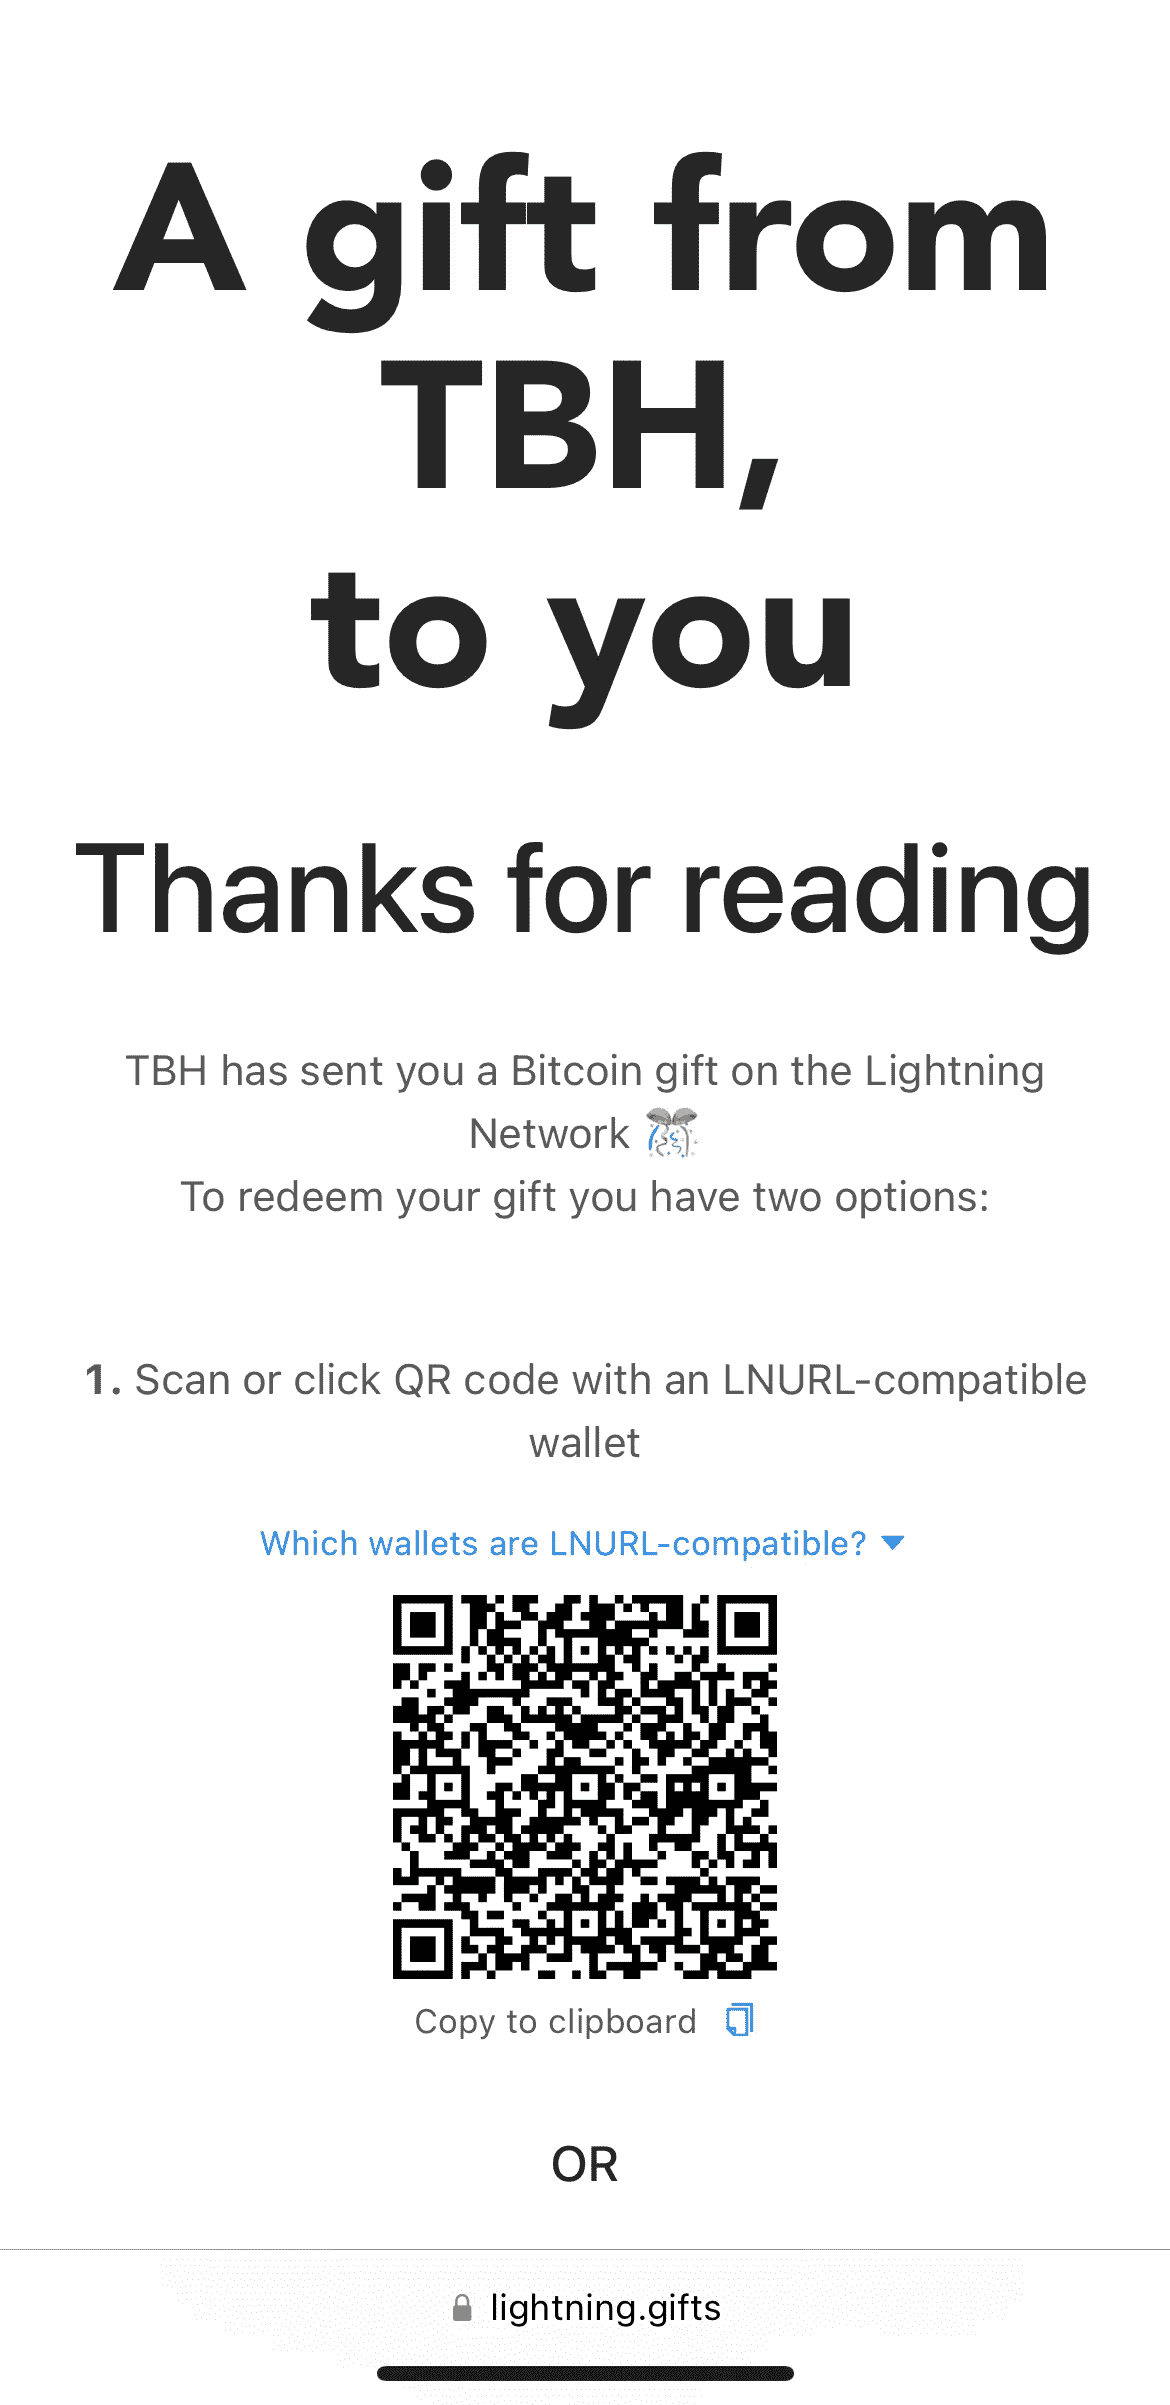 A gift from
TBH,
to you
Thanks for reading
TBH has sent you a Bitcoin gift on the Lightning
Network 🎊
To redeem your gift you have two options:
1. Scan or click QR code with an LNURL-compatible
wallet
Which wallets are LNURL-compatible?
Copy to clipboard
OR
lightning.gifts